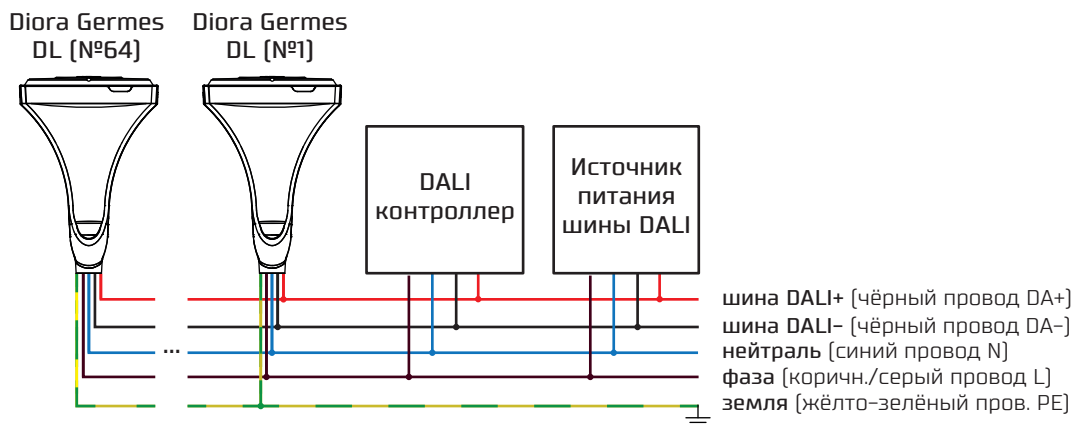 Diora Germes
DL (№64)
Diora Germes
DL (№1)
DALI
контроллер
Источник
питания
шины DALI
шина DALI+ (чёрный провод DA+)
шина DALI- (чёрный провод DA-)
...
нейтраль (синий провод N)
фаза (коричн./серый провод L)
земля (жёлто-зелёный пров. PE)